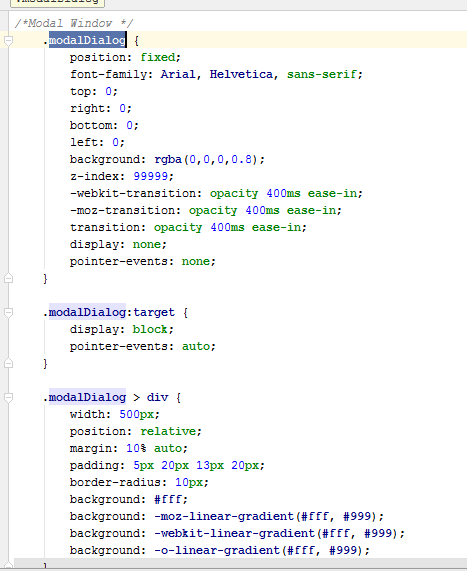 .modalDialog
/*Modal Window */
.modalDialog {
position: fixed;
font-family: Arial, Helvetica, sans-serif;
top: 0;
right: 0;
bottom: 0;
left: 0;
background: rgba(0,0,0,0.8);
z-index: 99999;
-webkit-transition: opacity 400ms ease-in;
-moz-transition: opacity 400ms ease-in;
transition: opacity 400ms ease-in;
display: none;
pointer-events: none;
}
.modalDialog:target {
display: block;
pointer-events: auto;
}
.modalDialog > div {
width: 500px;
position: relative;
margin: 10% auto;
padding: 5px 20px 13px 20px;
border-radius: 10px;
background: #fff;
background: -moz-linear-gradient(#fff, #999);
background: -webkit-linear-gradient(#fff, #999);
background: -o-linear-gradient(#fff, #999);
}